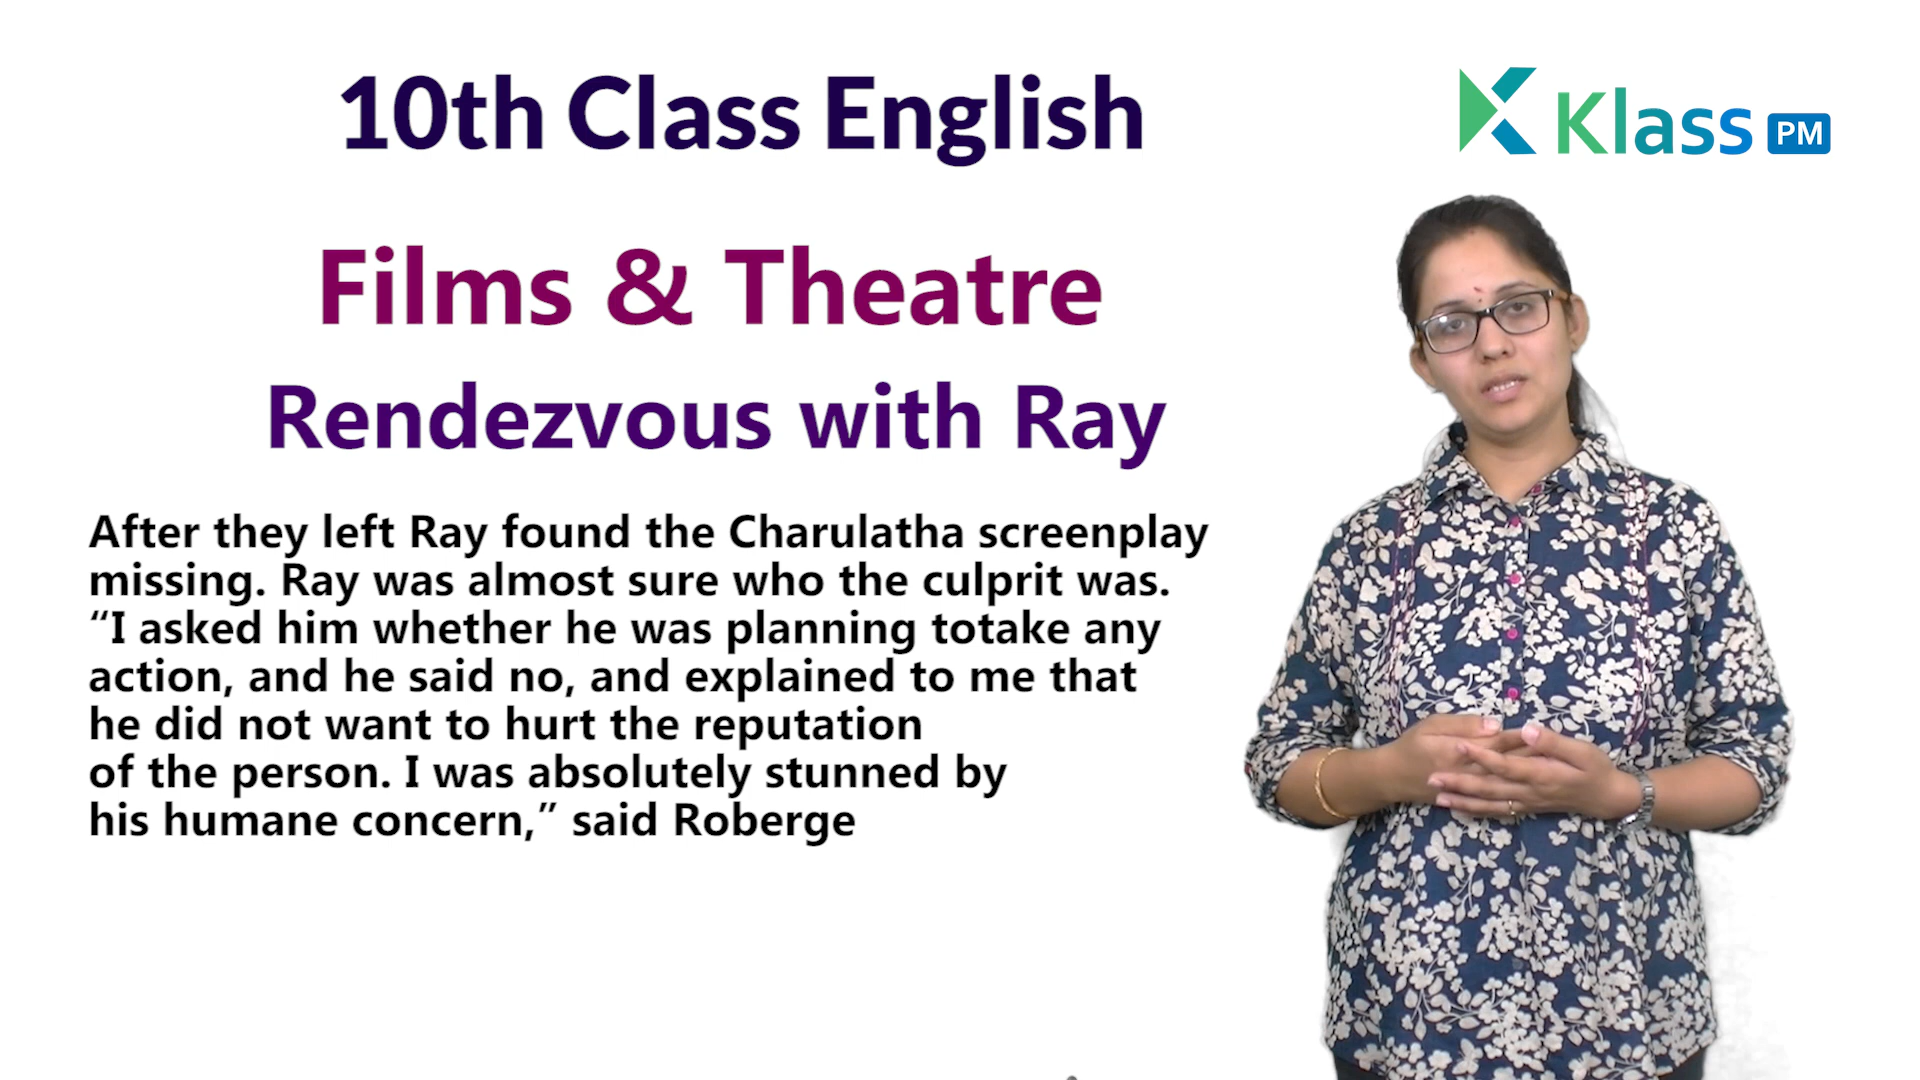 10th Class English
Klass PM
Films & Theatre
Rendezvous with Ray
After they left Ray found the Charulatha screenplay
missing. Ray was almost sure who the culprit was.
“I asked him whether he was planning totake any
action, and he said no, and explained to me that
he did not want to hurt the reputation
of the person. I was absolutely stunned by
his humane concern,” said Roberge